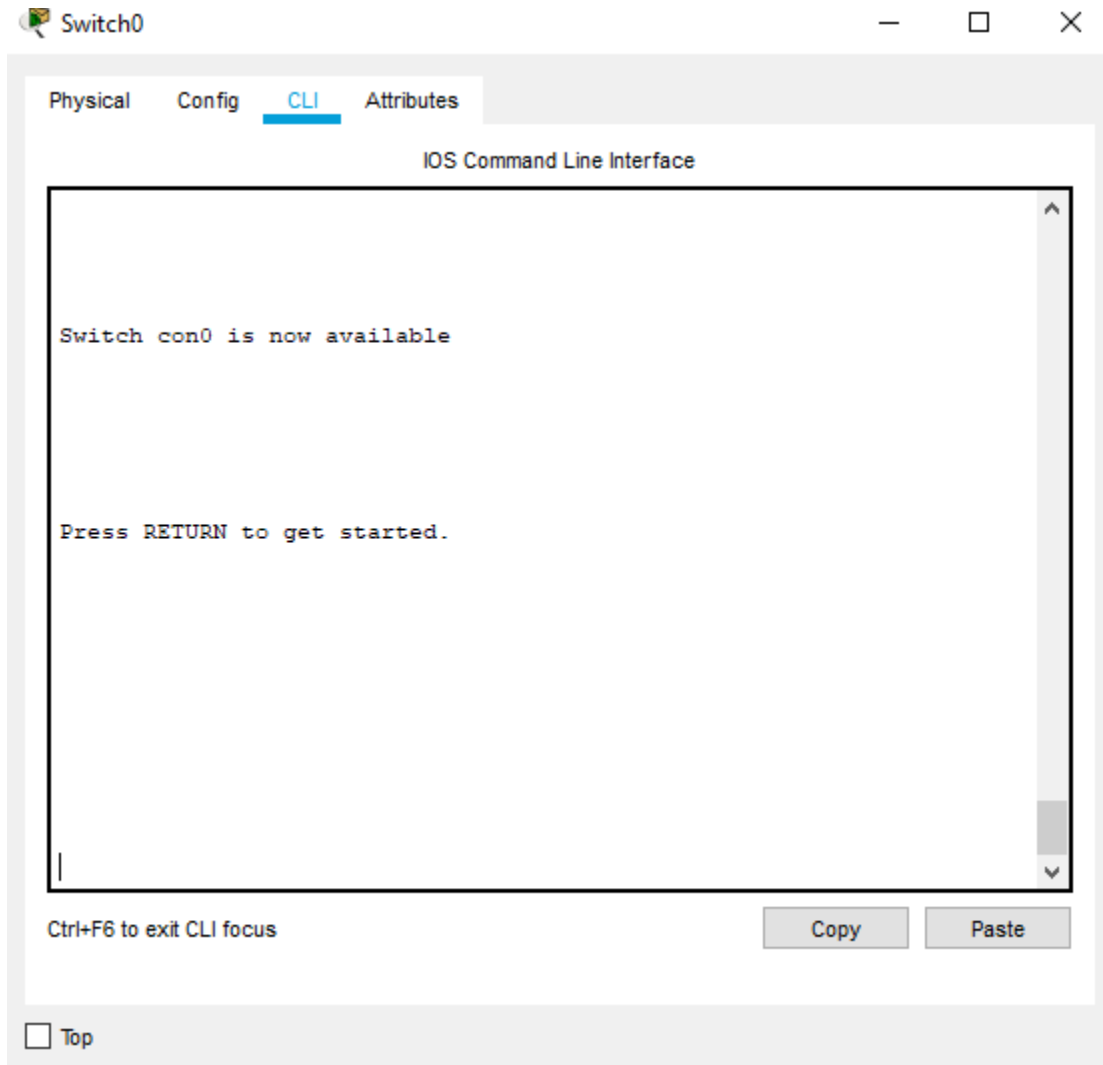 Switch0
Physical Config CLI Attributes
IOS Command Line Interface
Switch con0 is now available
Press RETURN to get started.
Ctrl+F6 to exit CLI focus
Copy Paste
Top